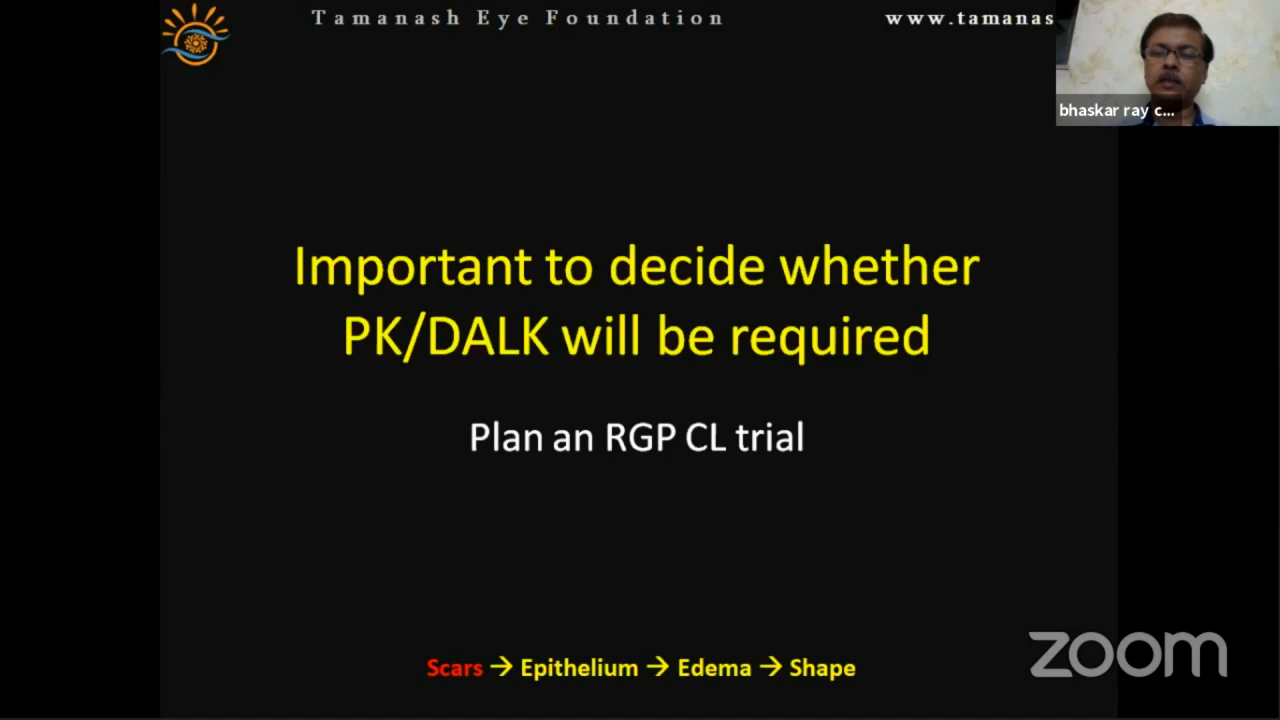 Tamanash Eye Foundation
www.tamanas
bhaskar ray c...
Important to decide whether
PK/DALK will be required
Plan an RGP CL trial
Scars → Epithelium → Edema → Shape
zoom